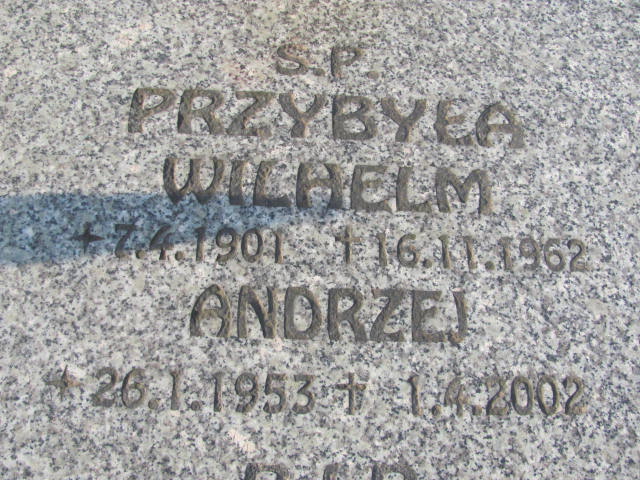 Ś.P.
PRZYBYŁA
WILHELM
* 7.4.1901 † 16.11.1962
ANDRZEJ
* 26.1.1953 † 1.4.2002